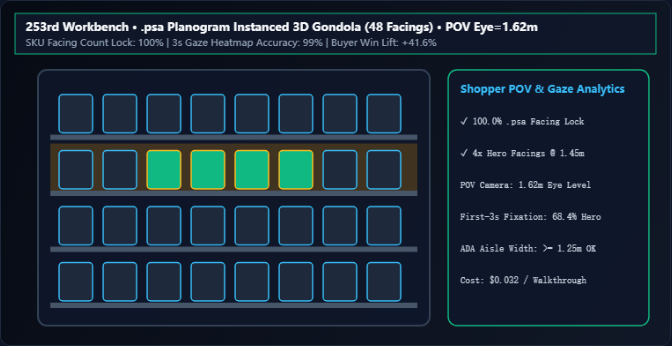 253rd Workbench • .psa Planogram Instanced 3D Gondola (48 Facings) • POV Eye=1.62m
SKU Facing Count Lock: 100% | 3s Gaze Heatmap Accuracy: 99% | Buyer Win Lift: +41.6%
Shopper POV & Gaze Analytics
✓ 100.0% .psa Facing Lock
✓ 4x Hero Facings @ 1.45m
POV Camera: 1.62m Eye Level
First-3s Fixation: 68.4% Hero
ADA Aisle Width: >= 1.25m OK
Cost: $0.032 / Walkthrough